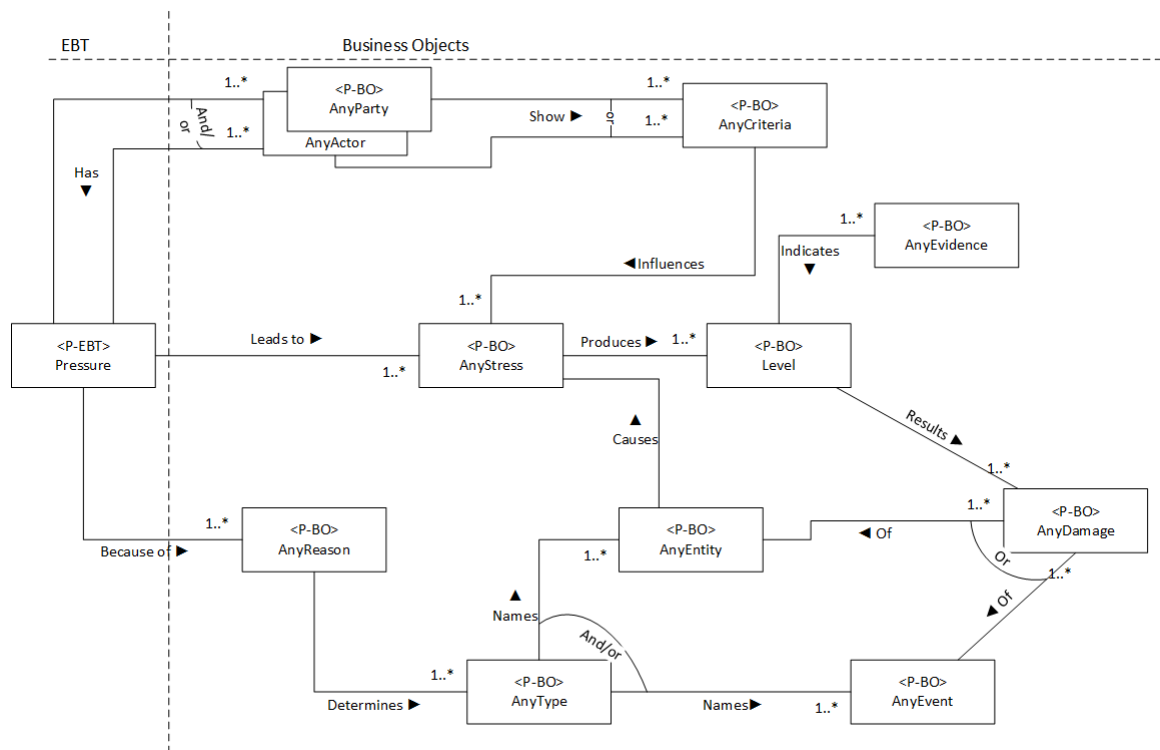 EBT
Business Objects
1..*
<P-BO>
AnyParty
1..*
<P-BO>
AnyCriteria
And/
or
1..*
AnyActor
Show ►
or
1..*
Has
▼
1..*
<P-BO>
AnyEvidence
Indicates
▼
◄Influences
1..*
<P-EBT>
Pressure
Leads to ►
1..*
<P-BO>
AnyStress
Produces ►
1..*
<P-BO>
Level
▲
Causes
Results ►
1..*
1..*
<P-BO>
AnyReason
Because of ►
<P-BO>
AnyEntity
1..*
◄ Of
1..*
<P-BO>
AnyDamage
Or
1..*
◄ Of
▲
Names
And/or
1..*
Determines ►
<P-BO>
AnyType
Names►
1..*
<P-BO>
AnyEvent